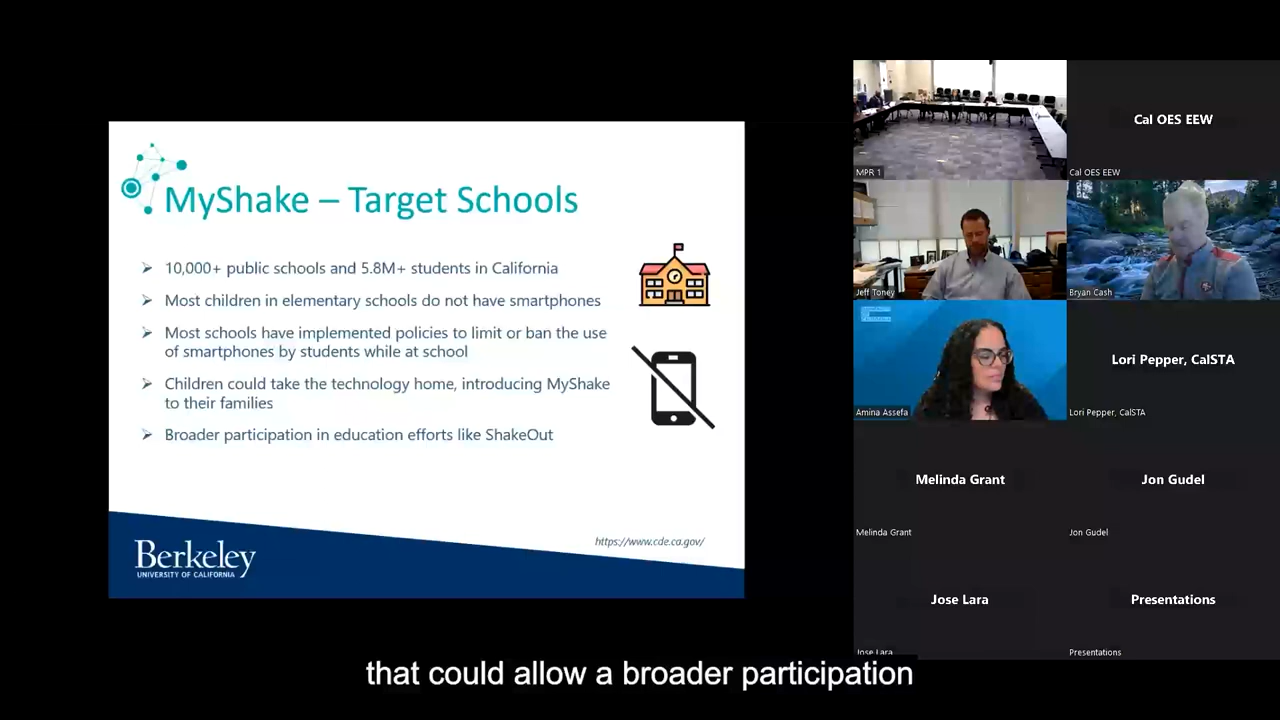 MyShake – Target Schools
➢ 10,000+ public schools and 5.8M+ students in California
➢ Most children in elementary schools do not have smartphones
➢ Most schools have implemented policies to limit or ban the use
of smartphones by students while at school
➢ Children could take the technology home, introducing MyShake
to their families
➢ Broader participation in education efforts like ShakeOut
https://www.cde.ca.gov/
Berkeley
UNIVERSITY OF CALIFORNIA
MPR 1
Cal OES EEW
Cal OES EEW
Jeff Toney
Bryan Cash
Amina Assefa
Lori Pepper, CalSTA
Lori Pepper, CalSTA
Melinda Grant
Melinda Grant
Jon Gudel
Jon Gudel
Jose Lara
Jose Lara
Presentations
Presentations
that could allow a broader participation